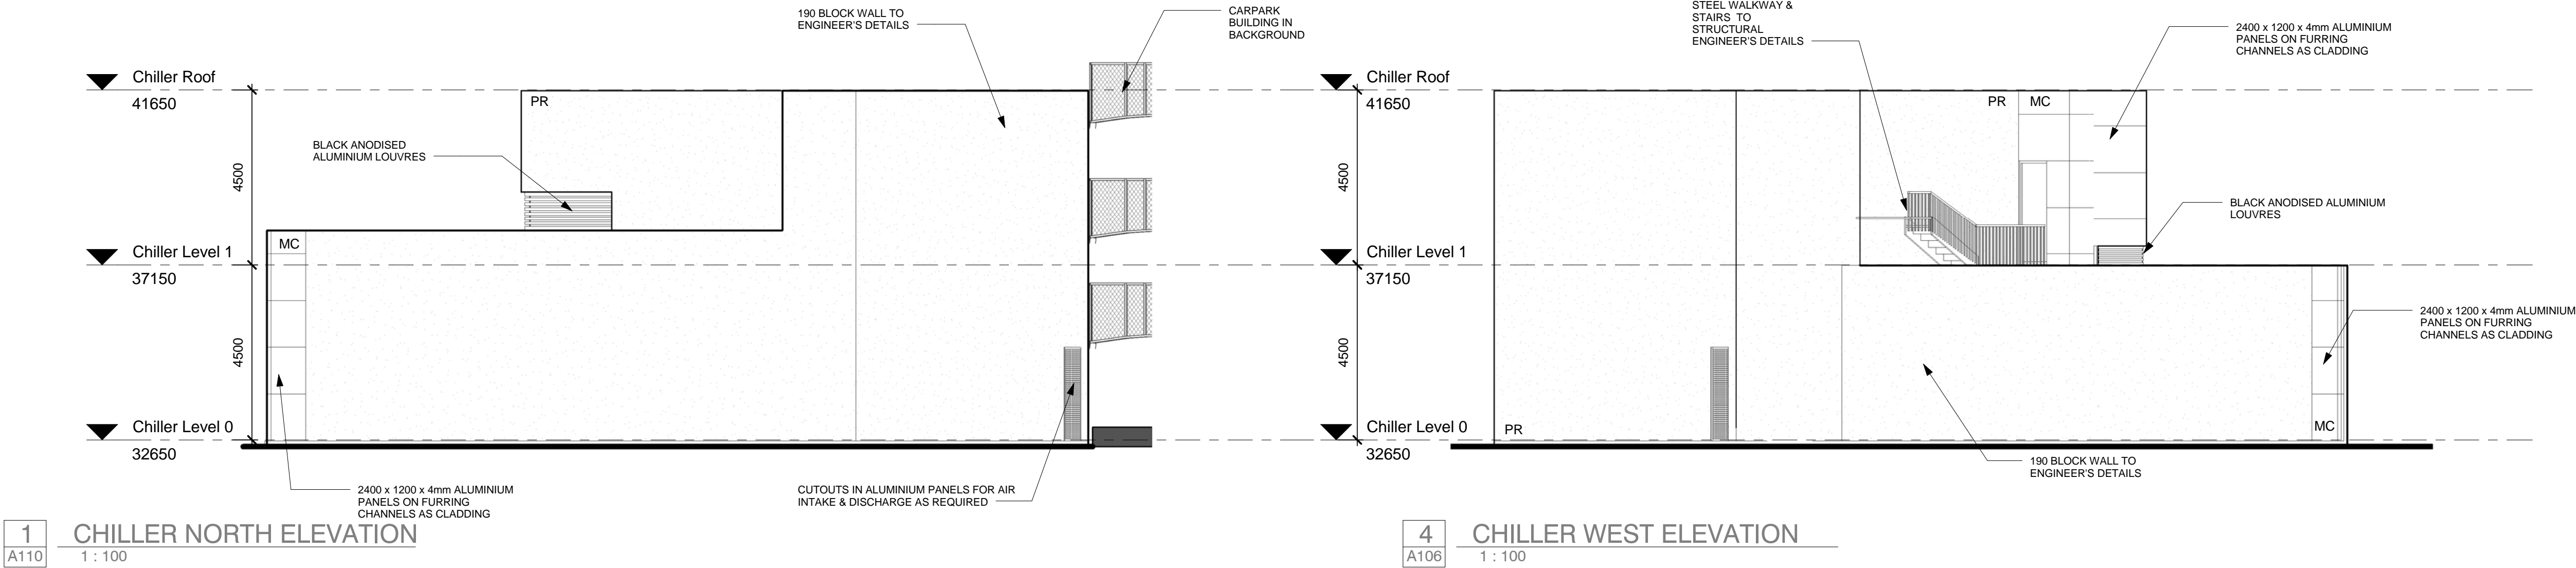 190 BLOCK WALL TO
ENGINEER'S DETAILS
CARPARK
BUILDING IN
BACKGROUND
Chiller Roof
41650
PR
BLACK ANODISED
ALUMINIUM LOUVRES
4500
MC
Chiller Level 1
37150
4500
Chiller Level 0
32650
2400 x 1200 x 4mm ALUMINIUM
PANELS ON FURRING
CHANNELS AS CLADDING
CUTOUTS IN ALUMINIUM PANELS FOR AIR
INTAKE & DISCHARGE AS REQUIRED
1
A110
CHILLER NORTH ELEVATION
1 : 100
STEEL WALKWAY &
STAIRS TO
STRUCTURAL
ENGINEER'S DETAILS
2400 x 1200 x 4mm ALUMINIUM
PANELS ON FURRING
CHANNELS AS CLADDING
Chiller Roof
41650
PR
MC
4500
BLACK ANODISED ALUMINIUM
LOUVRES
Chiller Level 1
37150
2400 x 1200 x 4mm ALUMINIUM
PANELS ON FURRING
CHANNELS AS CLADDING
4500
Chiller Level 0
32650
PR
MC
190 BLOCK WALL TO
ENGINEER'S DETAILS
4
A106
CHILLER WEST ELEVATION
1 : 100